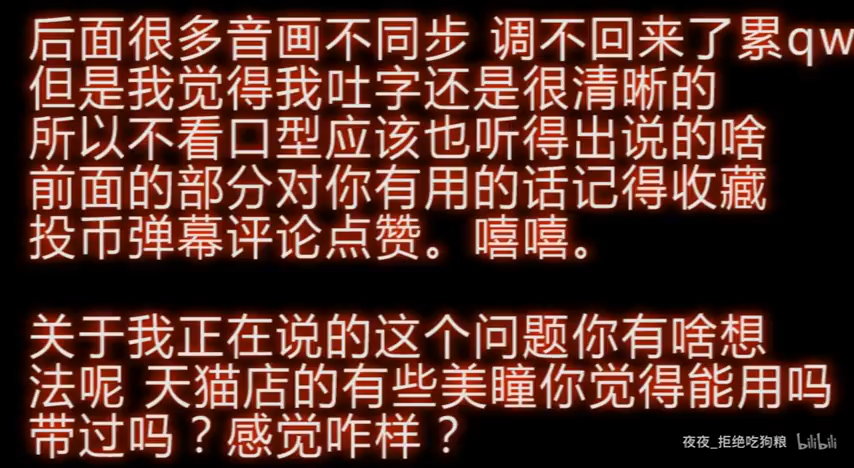 后面很多音画不同步 调不回来了累qw
但是我觉得我吐字还是很清晰的
所以不看口型应该也听得出说的啥
前面的部分对你有用的话记得收藏
投币弹幕评论点赞。嘻嘻。
关于我正在说的这个问题你有啥想
法呢 天猫店的有些美瞳你觉得能用吗
带过吗？感觉咋样？
夜夜_拒绝吃狗粮 bilibili